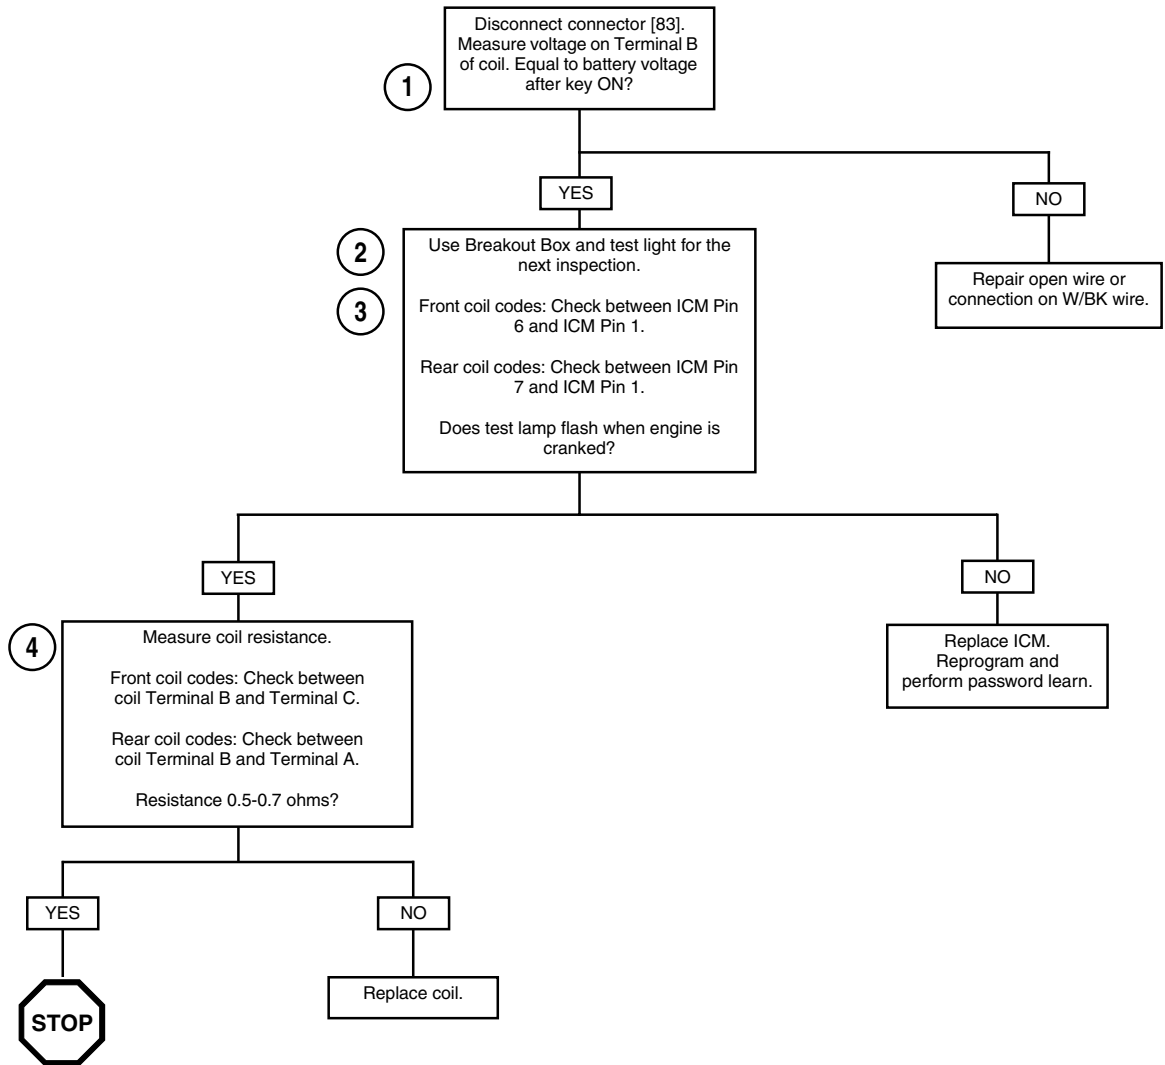 Disconnect connector [83].
Measure voltage on Terminal B
of coil. Equal to battery voltage
after key ON?
1
YES
NO
2
Use Breakout Box and test light for the
next inspection.
3
Front coil codes: Check between ICM Pin
6 and ICM Pin 1.
Rear coil codes: Check between ICM Pin
7 and ICM Pin 1.
Does test lamp flash when engine is
cranked?
Repair open wire or
connection on W/BK wire.
YES
NO
4
Measure coil resistance.
Front coil codes: Check between
coil Terminal B and Terminal C.
Rear coil codes: Check between
coil Terminal B and Terminal A.
Resistance 0.5-0.7 ohms?
Replace ICM.
Reprogram and
perform password learn.
YES
NO
STOP
Replace coil.